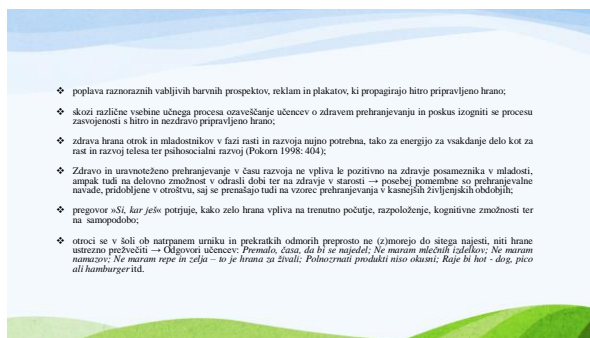 ❖ poplava raznoraznih vabljivih barvnih prospektov, reklam in plakatov, ki propagirajo hitro pripravljeno hrano;
❖ skozi različne vsebine učnega procesa ozaveščanje učencev o zdravem prehranjevanju in poskus izogniti se procesu
zasvojenosti s hitro in nezdravo pripravljeno hrano;
❖ zdrava hrana otrok in mladostnikov v fazi rasti in razvoja nujno potrebna, tako za energijo za vsakdanje delo kot za
rast in razvoj telesa ter psihosocialni razvoj (Pokorn 1998: 404);
❖ Zdravo in uravnoteženo prehranjevanje v času razvoja ne vpliva le pozitivno na zdravje posameznika v mladosti,
ampak tudi na delovno zmožnost v odrasli dobi ter na zdravje v starosti → posebej pomembne so prehranjevalne
navade, pridobljene v otroštvu, saj se prenašajo tudi na vzorec prehranjevanja v kasnejših življenjskih obdobjih;
❖ pregovor »Si, kar ješ« potrjuje, kako zelo hrana vpliva na trenutno počutje, razpoloženje, kognitivne zmožnosti ter
na samopodobo;
❖ otroci se v šoli ob natrpanem urniku in prekratkih odmorih preprosto ne (z)morejo do sitega najesti, niti hrane
ustrezno prežvečiti → Odgovori učencev: Premalo, časa, da bi se najedel; Ne maram mlečnih izdelkov; Ne maram
namazov; Ne maram repe in zelja – to je hrana za živali; Polnozrnati produkti niso okusni; Raje bi hot - dog, pico
ali hamburger itd.